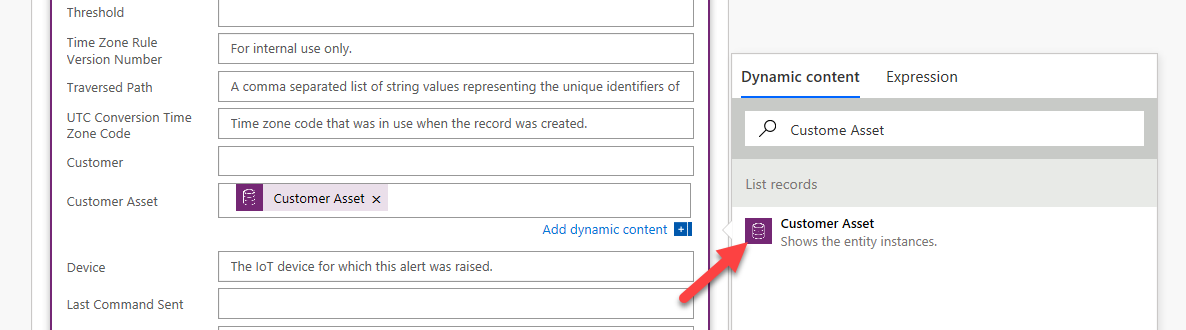 Threshold
Time Zone Rule
Version Number
For internal use only.
Traversed Path
A comma separated list of string values representing the unique identifiers of
UTC Conversion Time
Zone Code
Time zone code that was in use when the record was created.
Customer
Customer Asset
Customer Asset ×
Add dynamic content
Device
The IoT device for which this alert was raised.
Last Command Sent
Dynamic content
Expression
Custome Asset
List records
Customer Asset
Shows the entity instances.